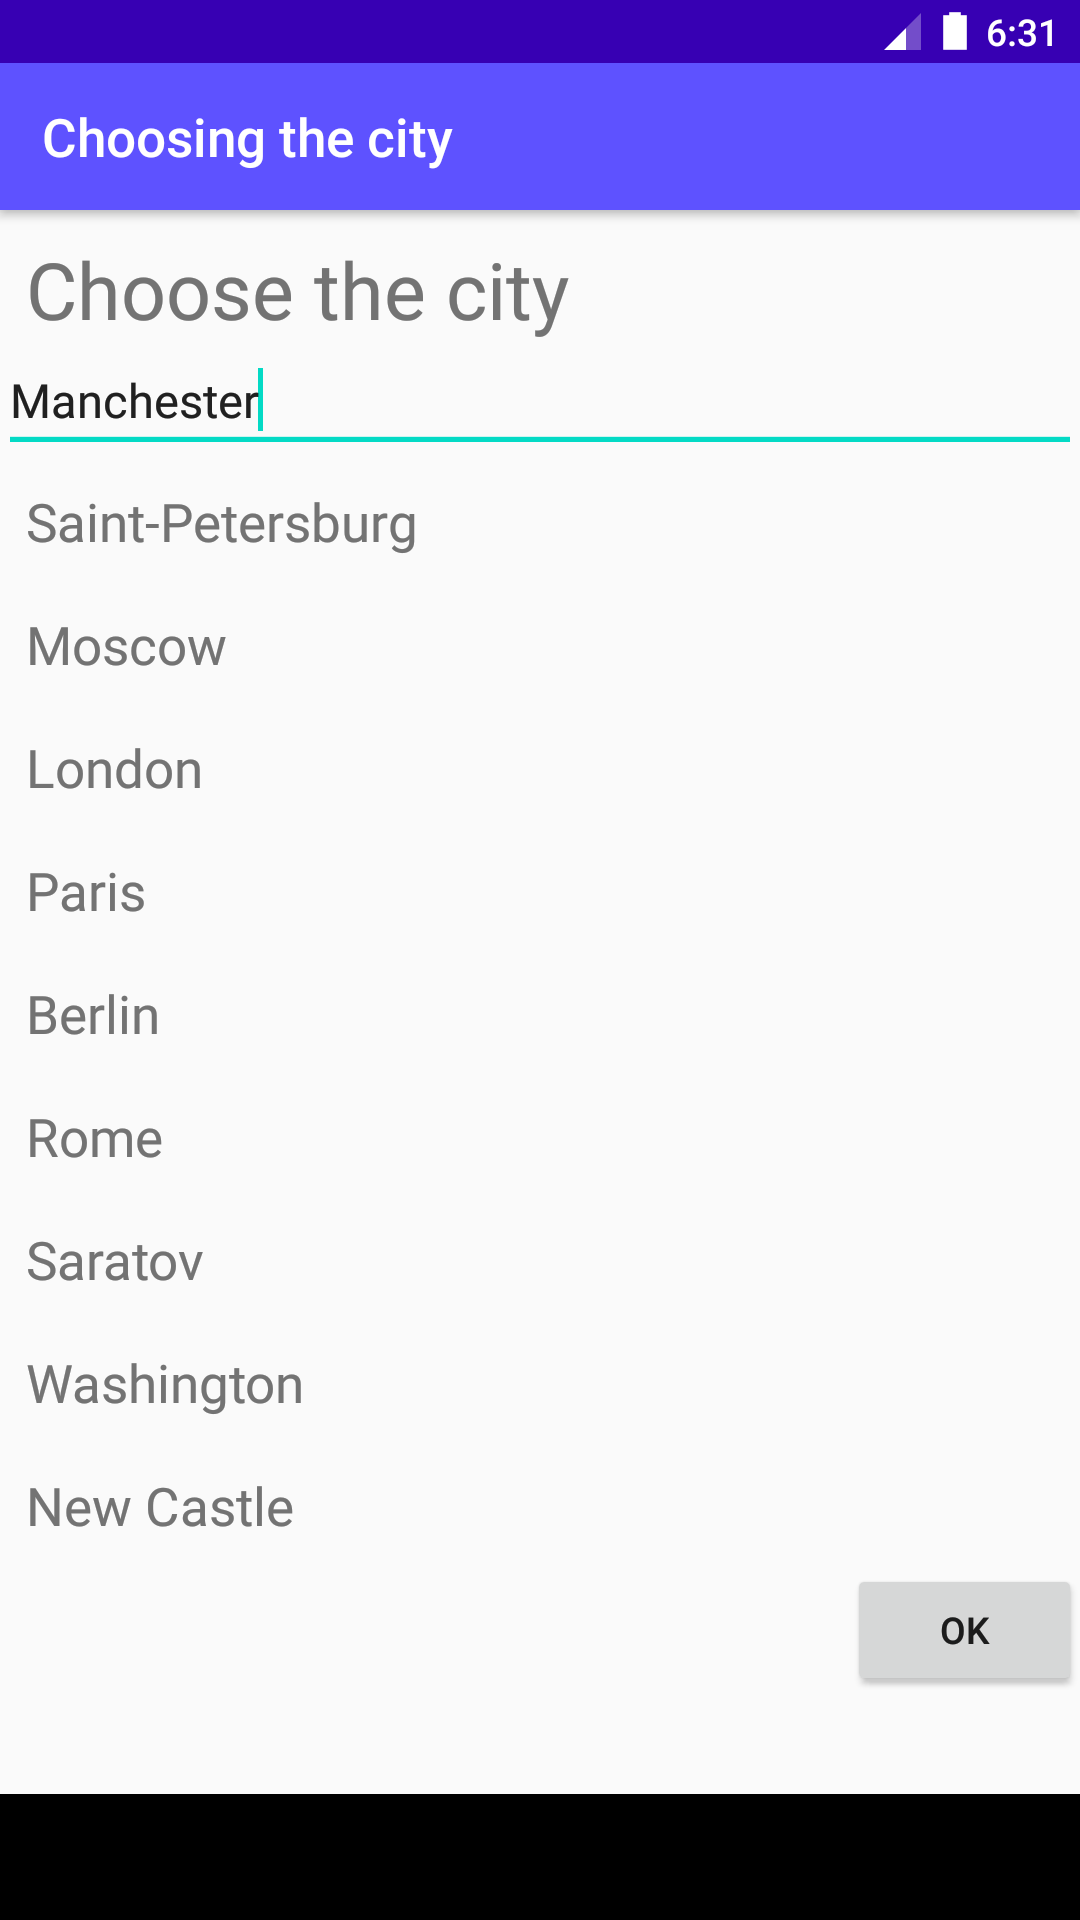 6:31
Choosing the city
Choose the city
Manchester
Saint-Petersburg
Moscow
London
Paris
Berlin
Rome
Saratov
Washington
New Castle
OK